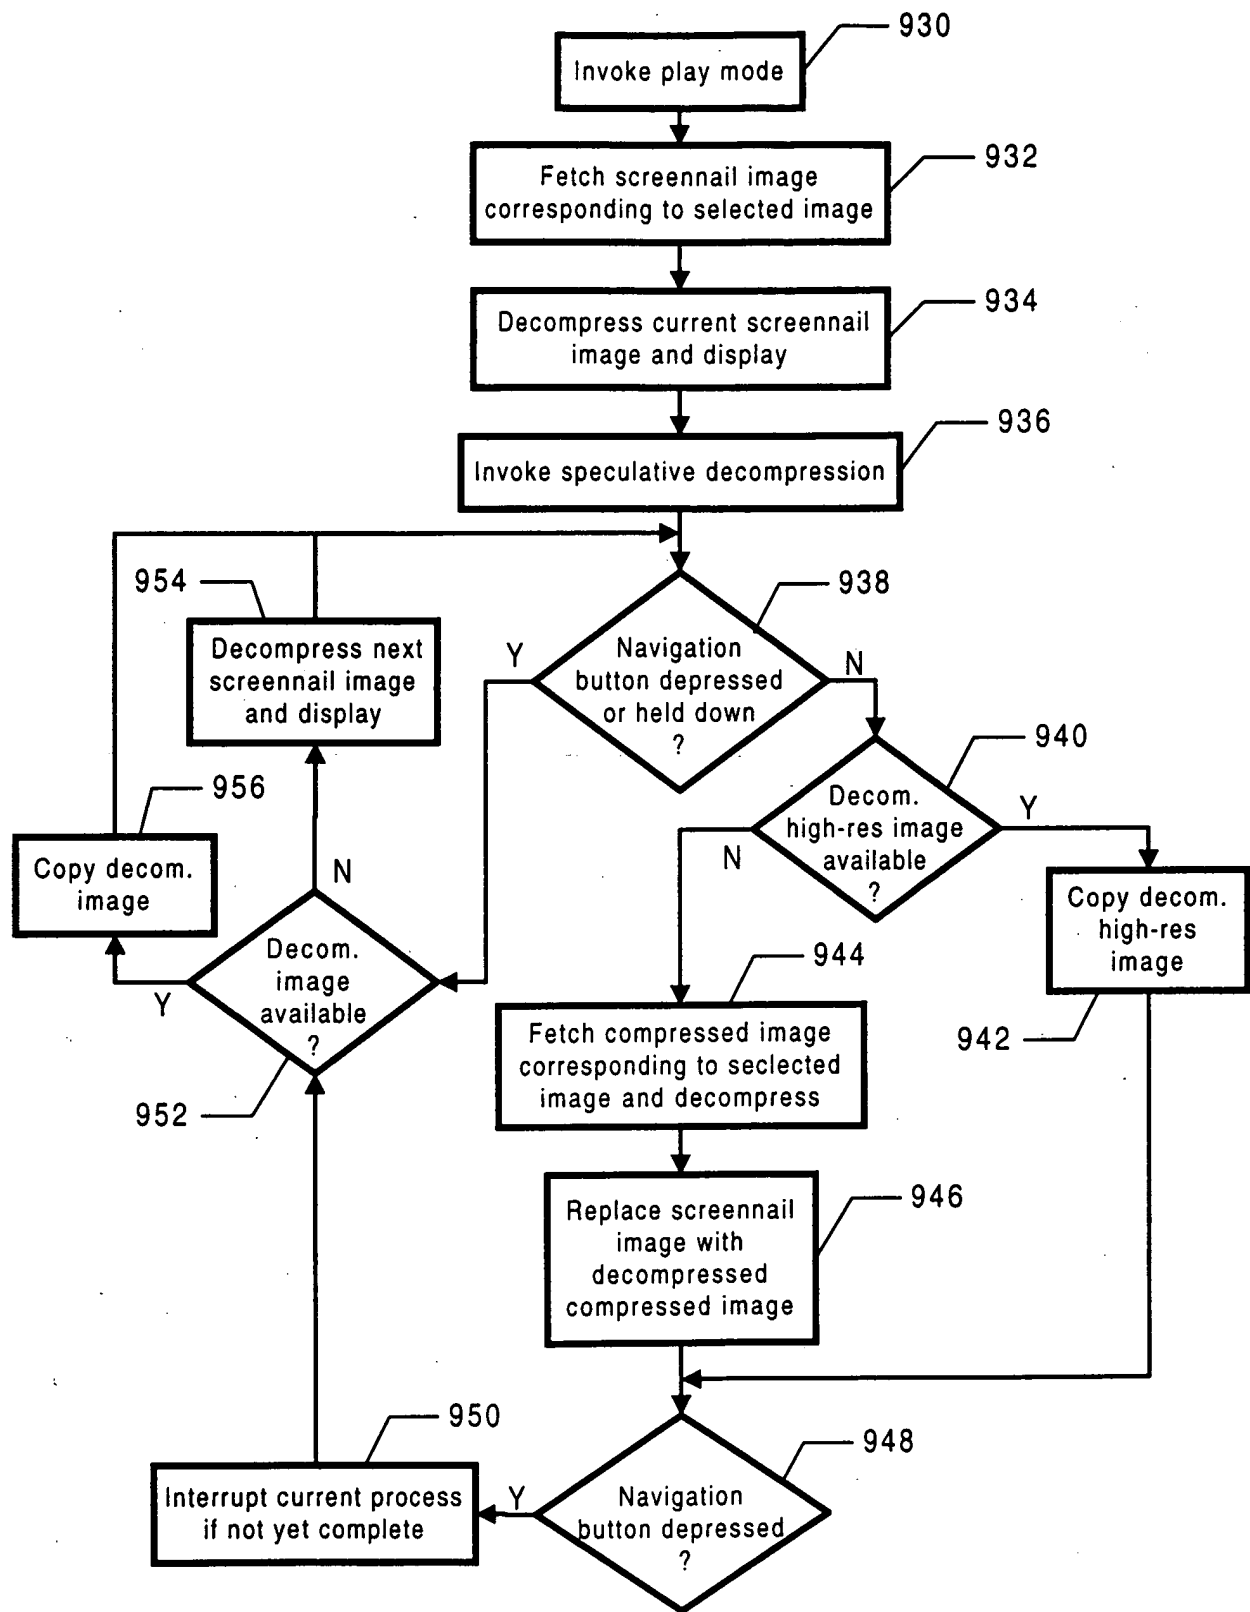 930
Invoke play mode
932
Fetch screennail image
corresponding to selected image
934
Decompress current screennail
image and display
936
Invoke speculative decompression
954
Decompress next
screennail image
and display
938
Navigation
button depressed
or held down
?
Y
N
940
Decom.
high-res image
available
?
N
Y
956
Copy decom.
image
N
Decom.
image
available
?
Y
952
Copy decom.
high-res
image
942
944
Fetch compressed image
corresponding to seclected
image and decompress
946
Replace screennail
image with
decompressed
compressed image
950
Interrupt current process
if not yet complete
948
Y
Navigation
button depressed
?